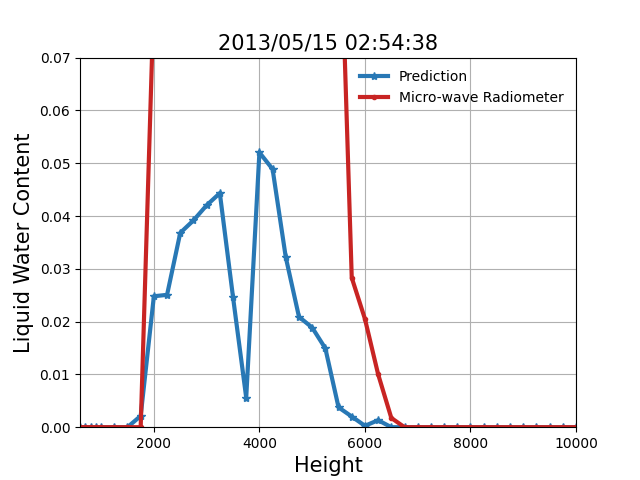 2013/05/15 02:54:38
Prediction
Micro-wave Radiometer
0.07
0.06
0.05
0.04
0.03
0.02
0.01
0.00
Liquid Water Content
2000 4000 6000 8000 10000
Height